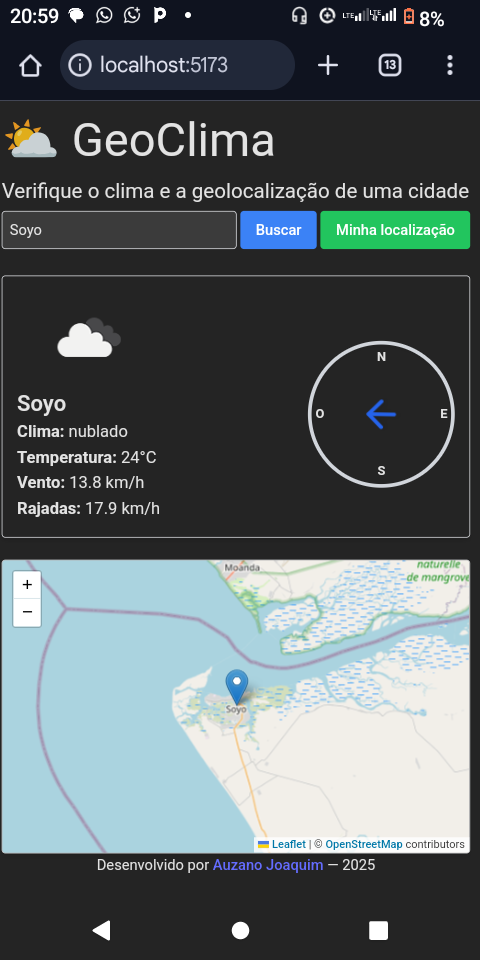 20:59 LTE LTE 8%
localhost:5173 13
GeoClima
Verifique o clima e a geolocalização de uma cidade
Soyo Buscar Minha localização
Soyo
Clima: nublado
Temperatura: 24°C
Vento: 13.8 km/h
Rajadas: 17.9 km/h
N
O E
S
+
−
Moanda
naturelle
de mangrove
Soyo
Leaflet | © OpenStreetMap contributors
Desenvolvido por Auzano Joaquim — 2025